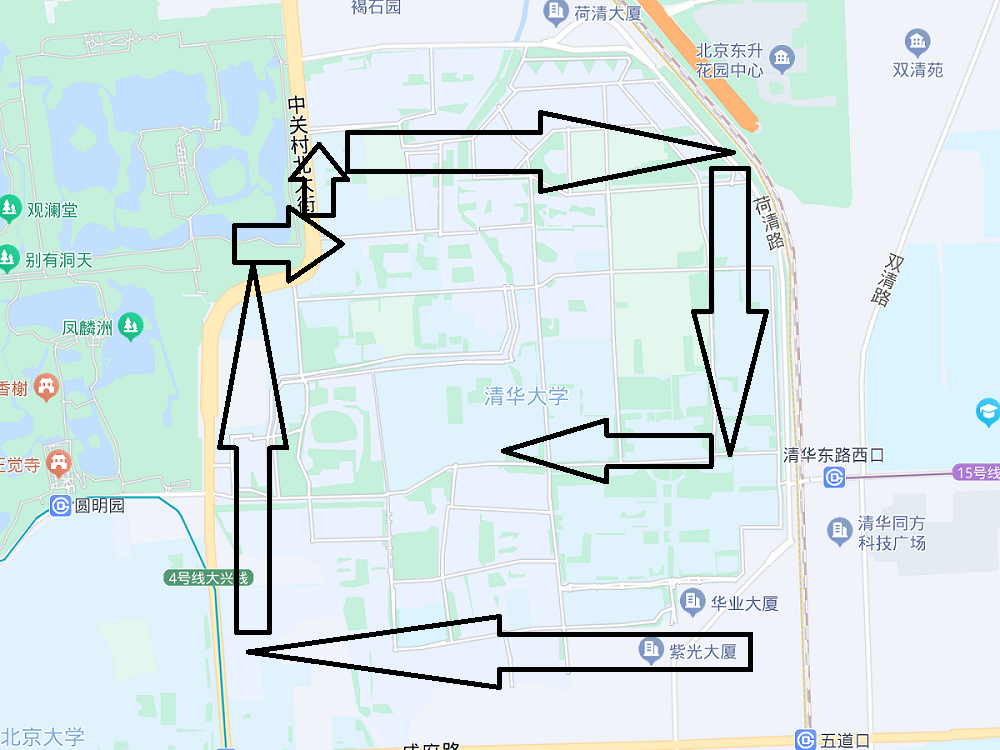 褐石园
荷清大厦
北京东升
花园中心
双清苑
中关村北大街
观澜堂
荷清路
别有洞天
双清路
凤麟洲
香榭
清华大学
正觉寺
清华东路西口
15号线
圆明园
清华同方
科技广场
4号线大兴线
华业大厦
紫光大厦
北京大学
成府路
五道口